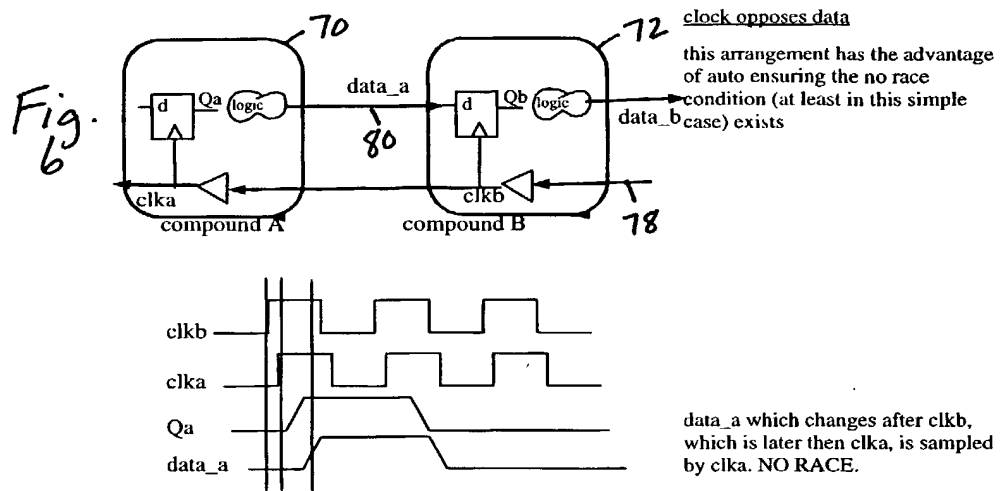 70
72
clock opposes data
this arrangement has the advantage
of auto ensuring the no race
condition (at least in this simple
case) exists
Fig.
6
d
Qa
logic
data_a
80
d
Qb
logic
data_b
clka
clkb
78
compound A
compound B
clkb
clka
Qa
data_a
data_a which changes after clkb,
which is later then clka, is sampled
by clka. NO RACE.